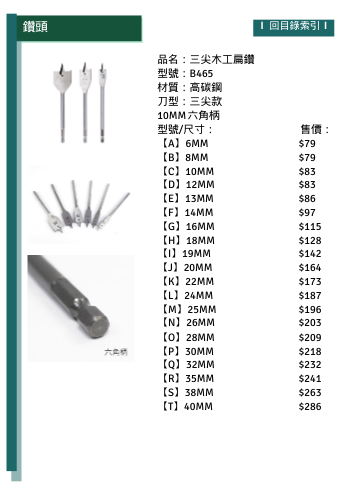 鑽頭
回目錄索引
品名：三尖木工扁鑽
型號：B465
材質：高碳鋼
刀型：三尖款
10MM六角柄
型號/尺寸： 售價：
【A】6MM $79
【B】8MM $79
【C】10MM $83
【D】12MM $83
【E】13MM $86
【F】14MM $97
【G】16MM $115
【H】18MM $128
【I】19MM $142
【J】20MM $164
【K】22MM $173
【L】24MM $187
【M】25MM $196
【N】26MM $203
【O】28MM $209
【P】30MM $218
【Q】32MM $232
【R】35MM $241
【S】38MM $263
【T】40MM $286
六角柄